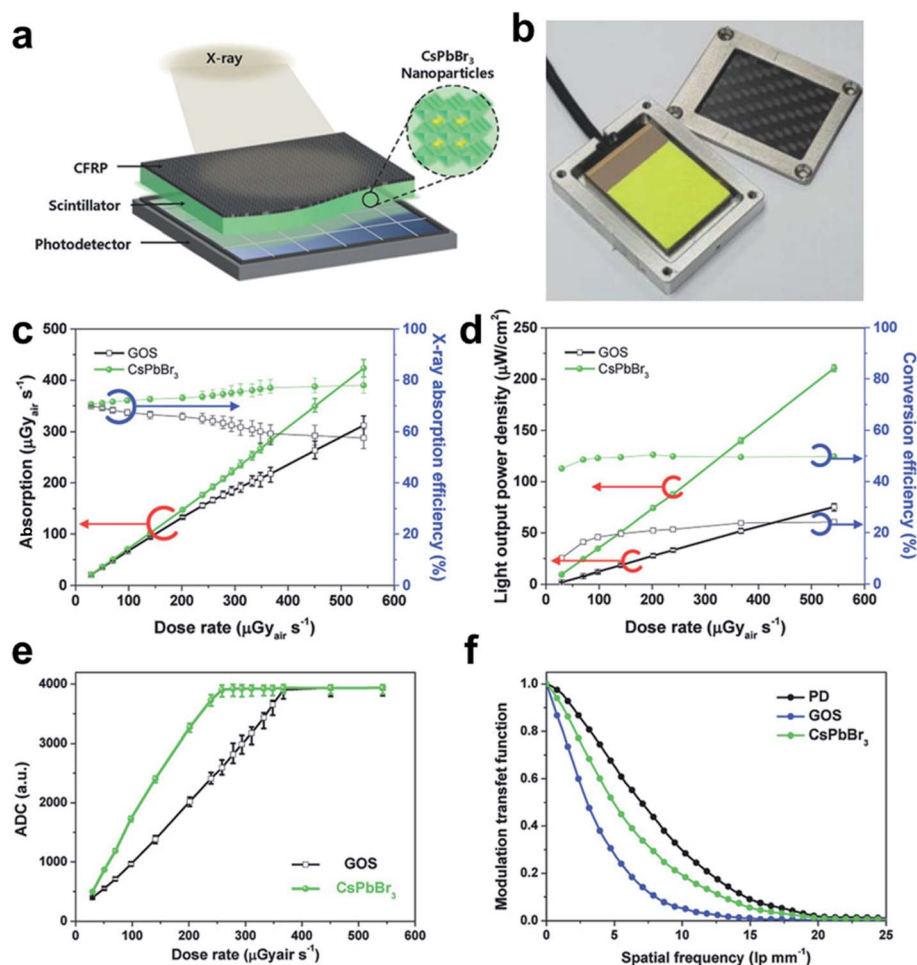 a
X-ray
CsPbBr₃
Nanoparticles
CFRP
Scintillator
Photodetector
b
c
500
400
300
200
100
0
Absorption (μGyair s⁻¹)
GOS
CsPbBr₃
100
80
60
40
20
0
X-ray absorption efficiency (%)
0 100 200 300 400 500 600
Dose rate (μGyair s⁻¹)
d
250
200
150
100
50
0
Light output power density (μW/cm²)
GOS
CsPbBr₃
100
80
60
40
20
0
Conversion efficiency (%)
0 100 200 300 400 500 600
Dose rate (μGyair s⁻¹)
e
4000
3000
2000
1000
0
ADC (a.u.)
GOS
CsPbBr₃
0 100 200 300 400 500 600
Dose rate (μGyair s⁻¹)
f
1.0
0.8
0.6
0.4
0.2
0.0
Modulation transfet function
PD
GOS
CsPbBr₃
0 5 10 15 20 25
Spatial frequency (lp mm⁻¹)